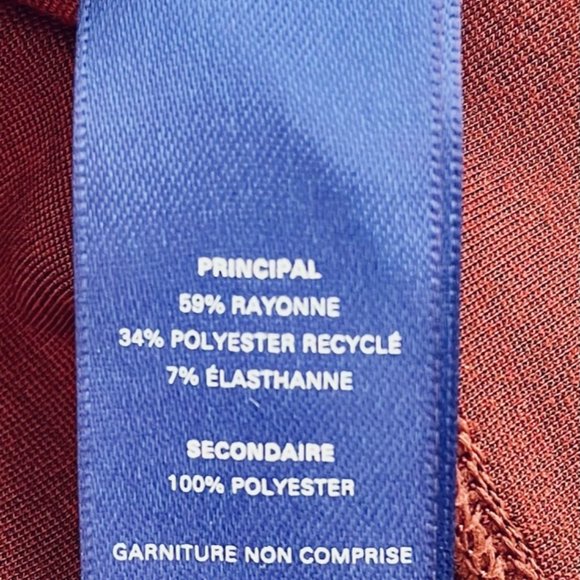 PRINCIPAL
59% RAYONNE
34% POLYESTER RECYCLÉ
7% ÉLASTHANNE
SECONDAIRE
100% POLYESTER
GARNITURE NON COMPRISE